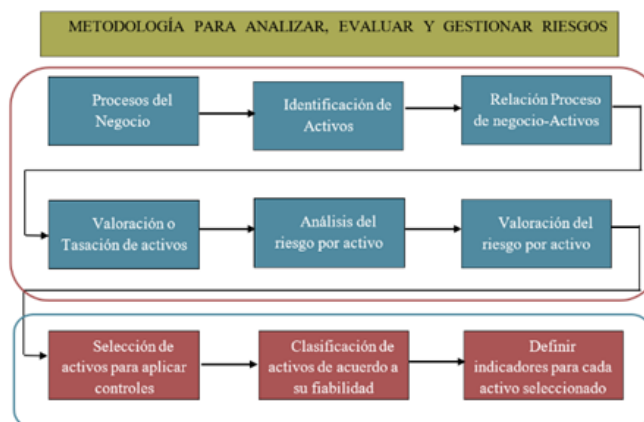 METODOLOGÍA PARA ANALIZAR, EVALUAR Y GESTIONAR RIESGOS
Procesos del
Negocio
Identificación de
Activos
Relación Proceso
de negocio-Activos
Valoración o
Tasación de activos
Análisis del
riesgo por activo
Valoración del
riesgo por activo
Selección de
activos para aplicar
controles
Clasificación de
activos de acuerdo a
su fiabilidad
Definir
indicadores para cada
activo seleccionado